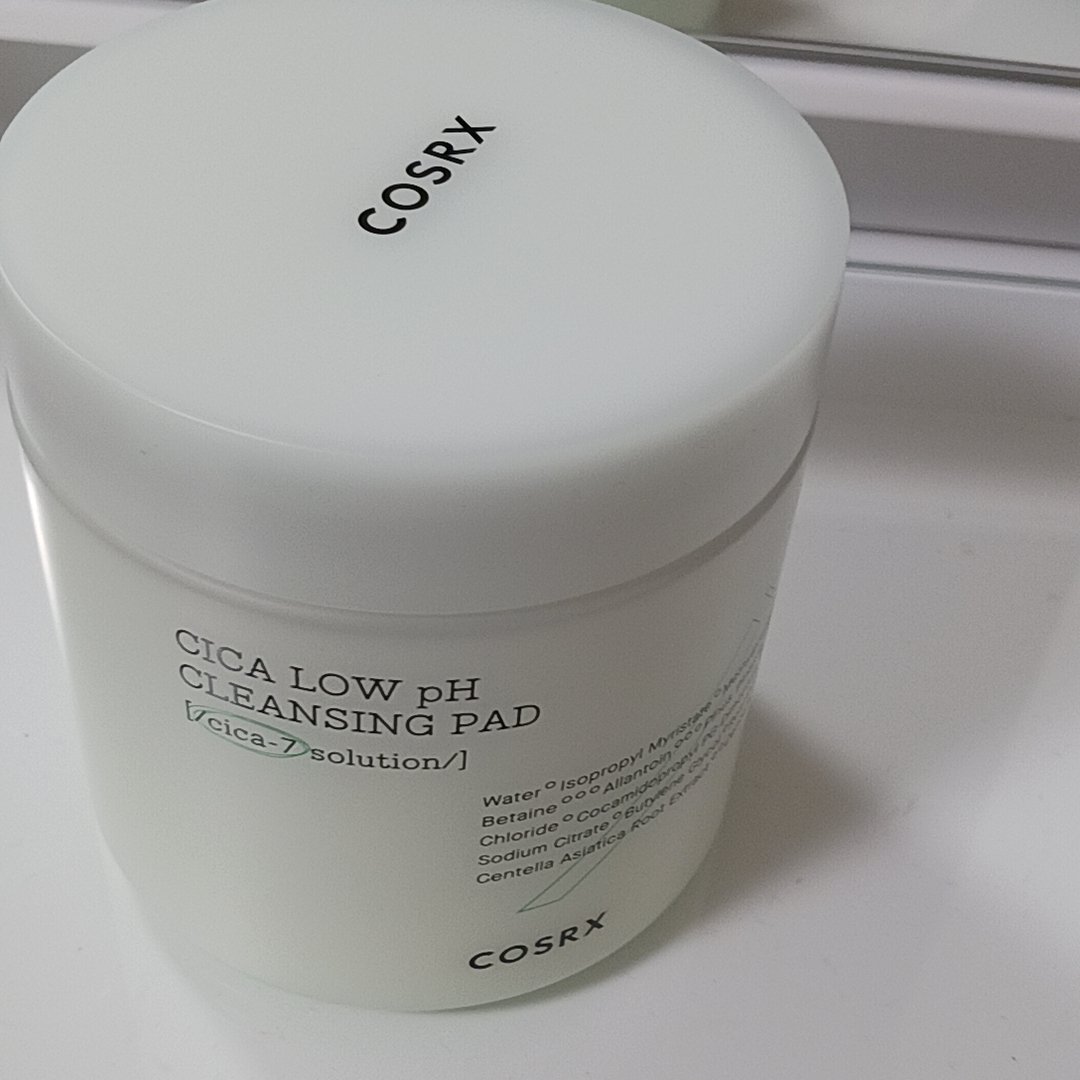 COSRX
CICA LOW pH
CLEANSING PAD
[/cica-7 solution/]
Water Isopropyl Myristate
Betaine Allantoin
Chloride Cocamidopropyl
Sodium Citrate Butylene
Centella Asiatica Root Extract
COSRX